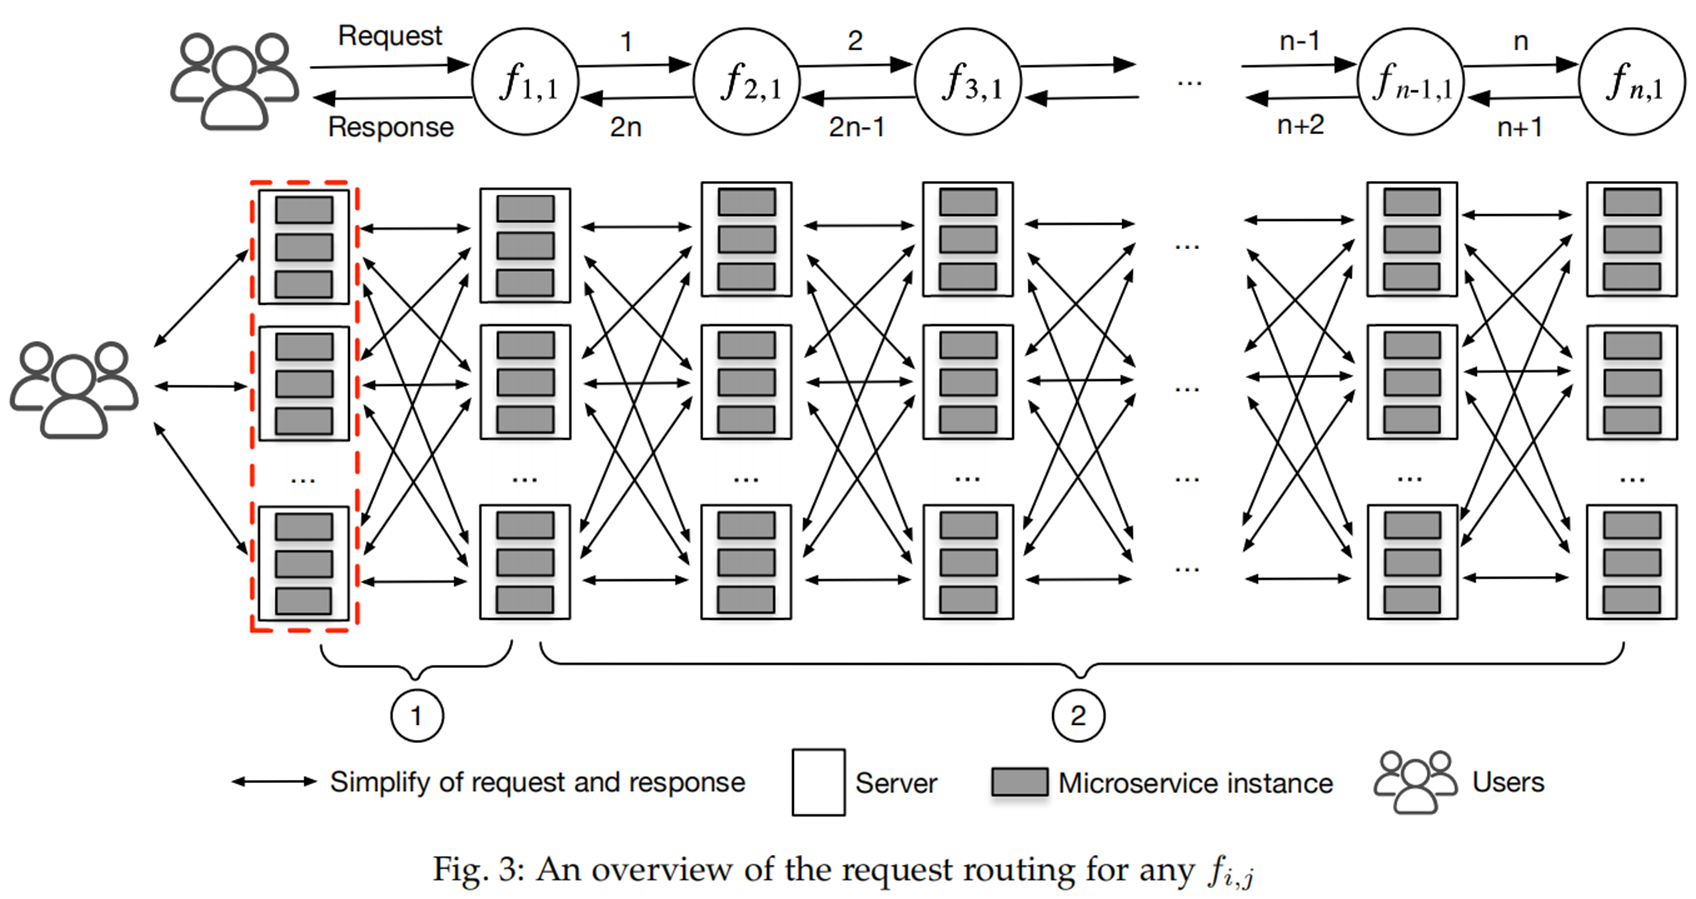 Request 1 2 n-1 n
f1,1 f2,1 f3,1 ... fn-1,1 fn,1
Response 2n 2n-1 n+2 n+1
...
...
... ... ... ... ... ... ...
...
1 2
Simplify of request and response Server Microservice instance Users
Fig. 3: An overview of the request routing for any fi,j